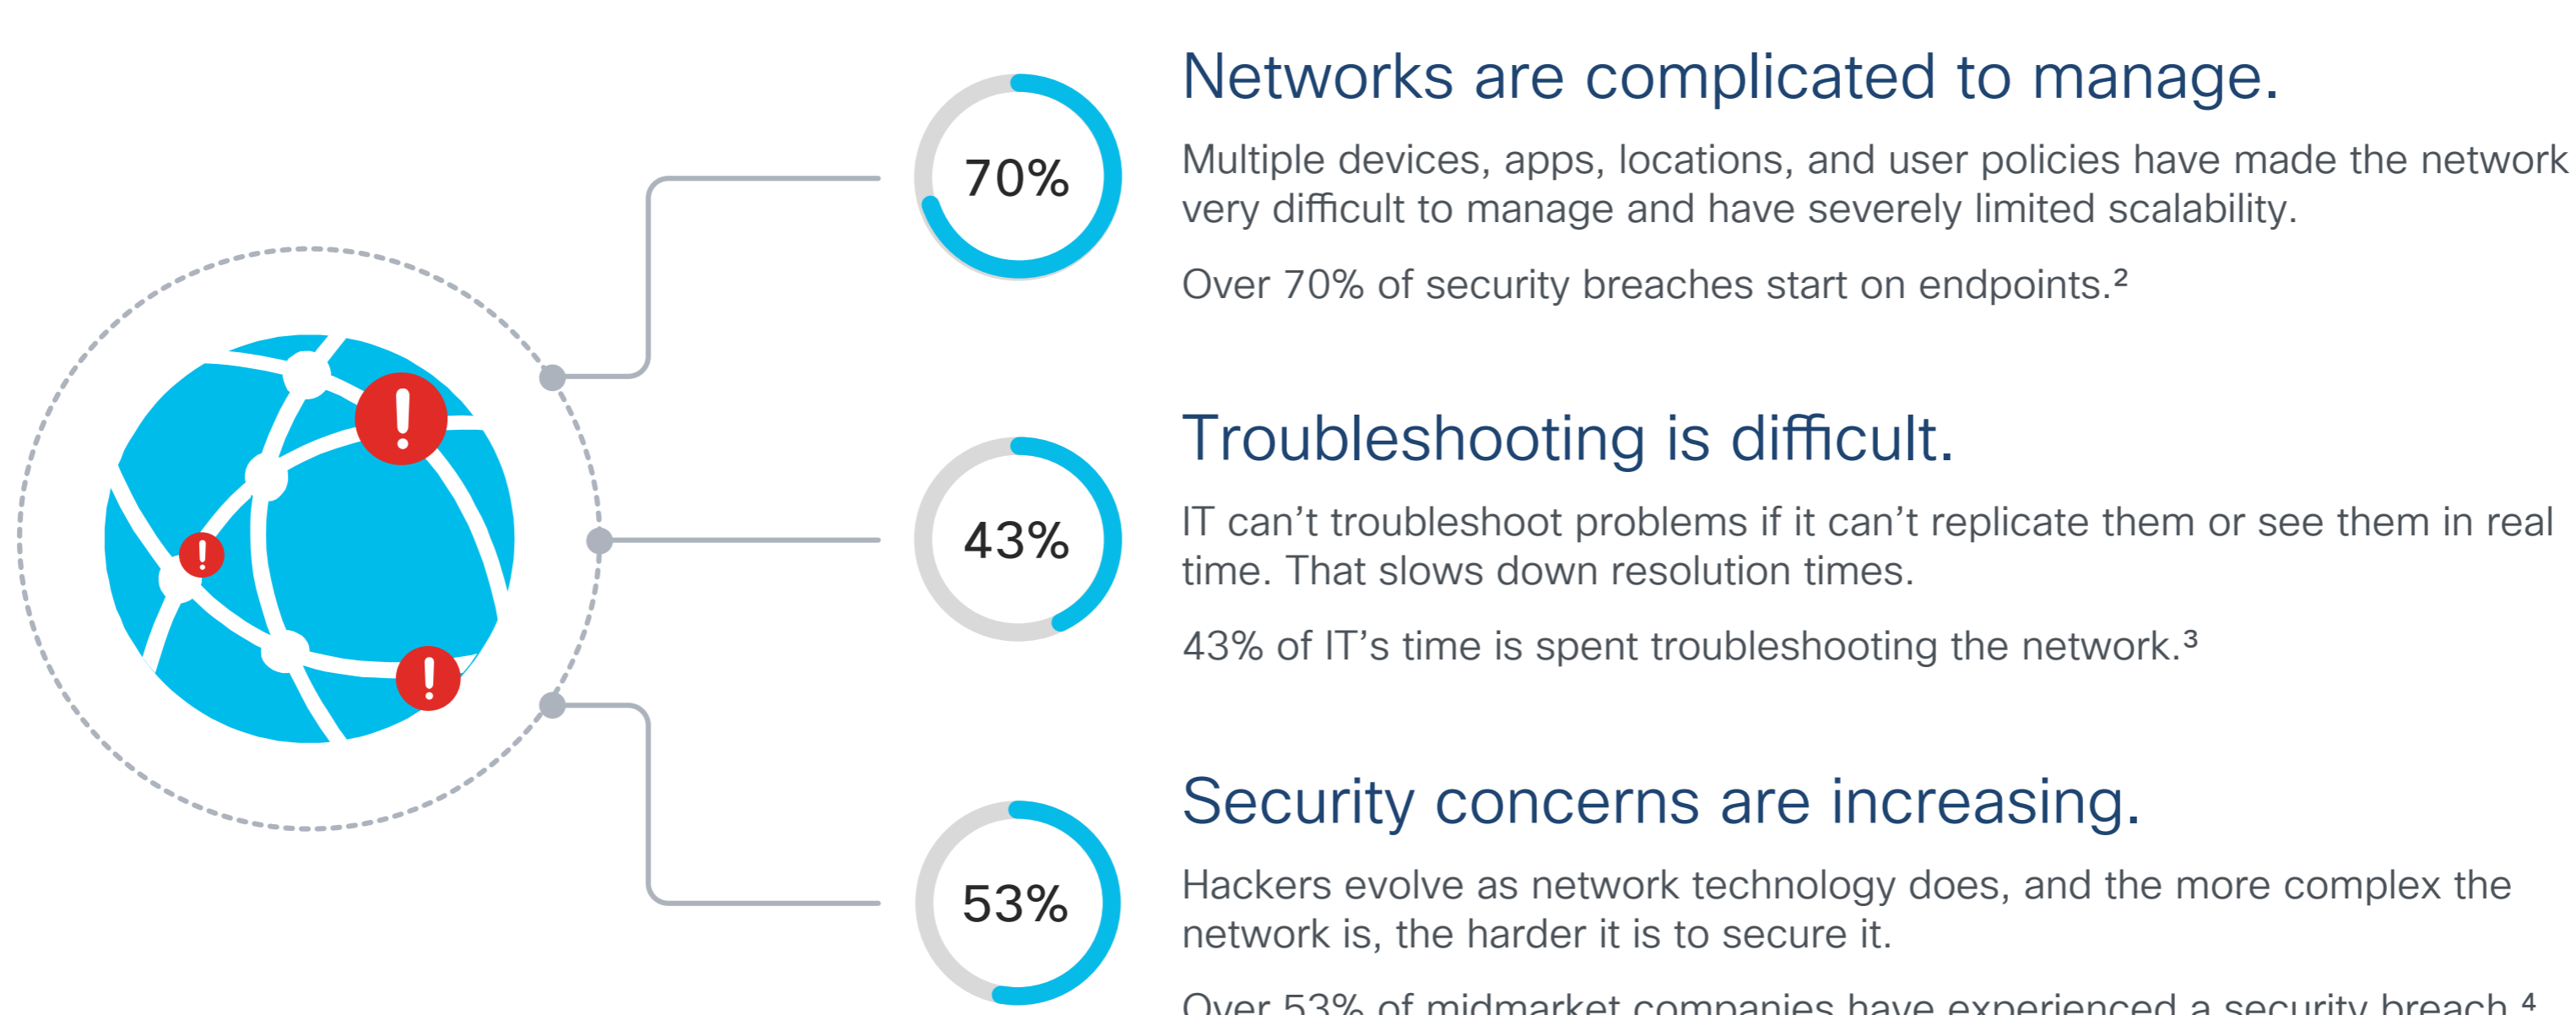 70%
Networks are complicated to manage.
Multiple devices, apps, locations, and user policies have made the network
very difficult to manage and have severely limited scalability.
Over 70% of security breaches start on endpoints.²
43%
Troubleshooting is difficult.
IT can’t troubleshoot problems if it can’t replicate them or see them in real
time. That slows down resolution times.
43% of IT’s time is spent troubleshooting the network.³
53%
Security concerns are increasing.
Hackers evolve as network technology does, and the more complex the
network is, the harder it is to secure it.
Over 53% of midmarket companies have experienced a security breach.⁴